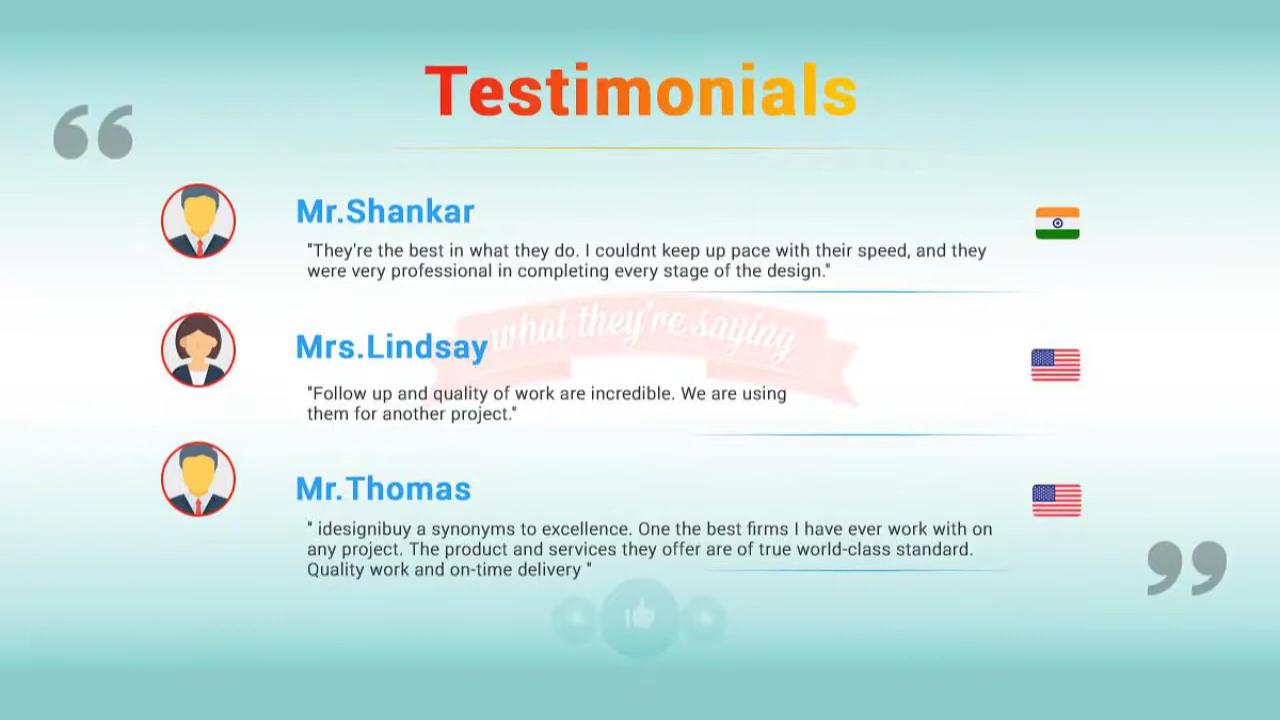 Testimonials
Mr.Shankar
"They're the best in what they do. I couldnt keep up pace with their speed, and they
were very professional in completing every stage of the design."
what they're saying
Mrs.Lindsay
"Follow up and quality of work are incredible. We are using
them for another project."
Mr.Thomas
" idesignibuy a synonyms to excellence. One the best firms I have ever work with on
any project. The product and services they offer are of true world-class standard.
Quality work and on-time delivery "